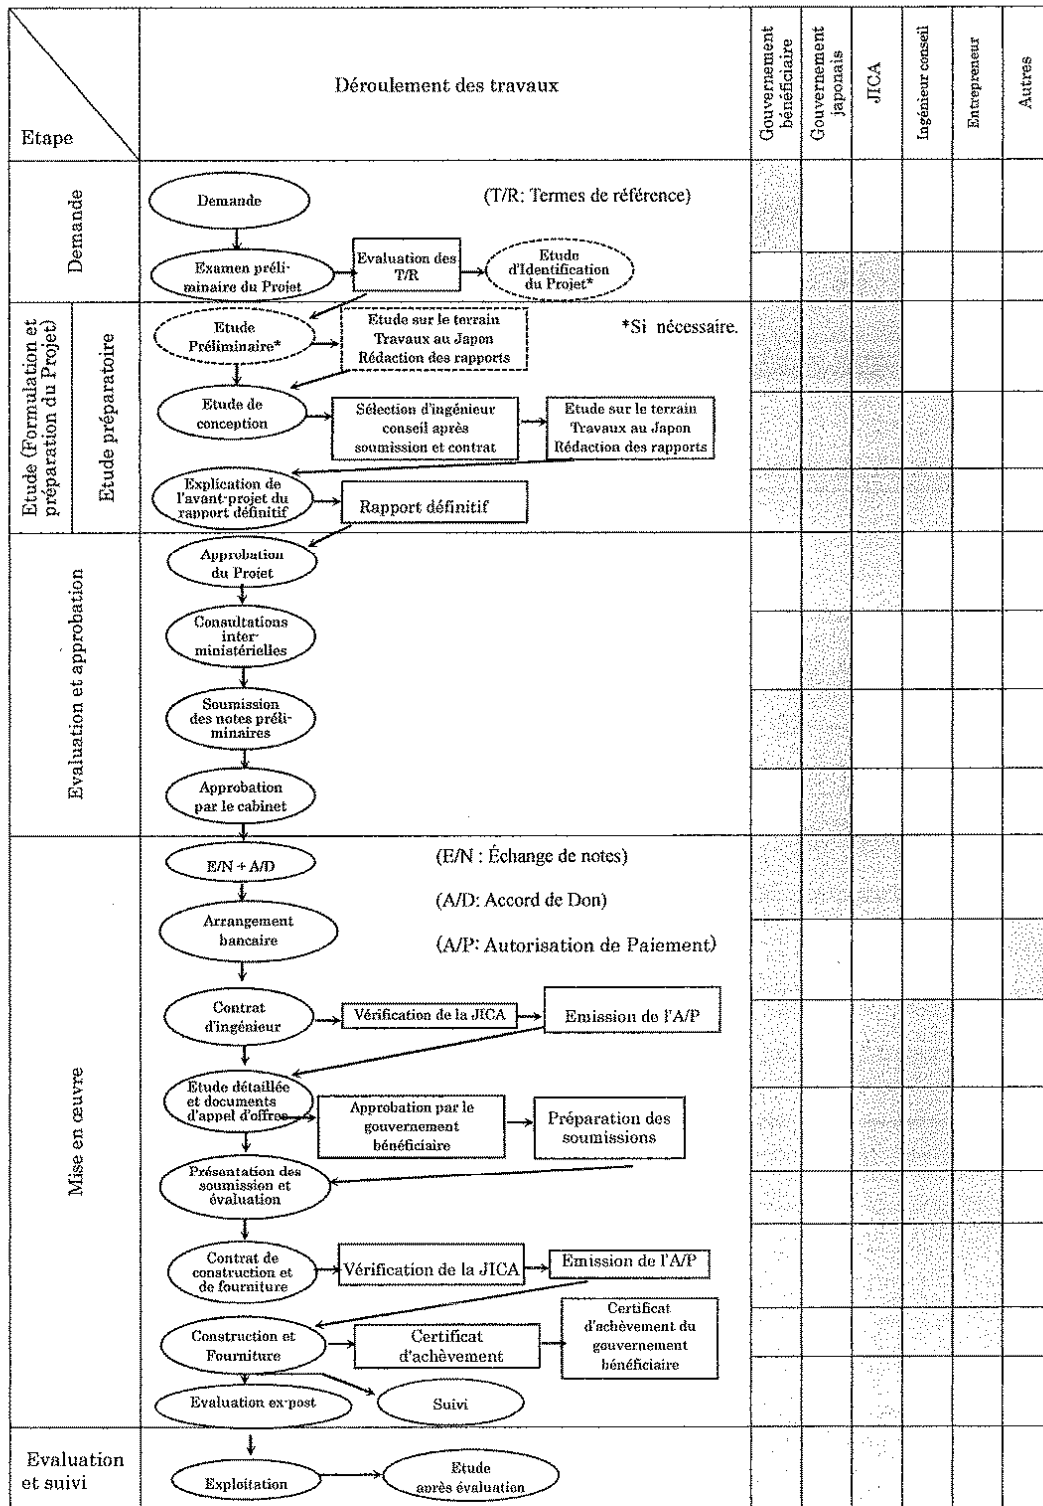 Etape
Déroulement des travaux
Gouvernement
bénéficiaire
Gouvernement
japonais
JICA
Ingénieur conseil
Entrepreneur
Autres
Demande
Demande
(T/R: Termes de référence)
Examen préli-
minaire du Projet
Evaluation des
T/R
Etude
d'Identification
du Projet*
Etude (Formulation et
préparation du Projet)
Etude préparatoire
Etude
Préliminaire*
Etude sur le terrain
Travaux au Japon
Rédaction des rapports
*Si nécessaire.
Etude de
conception
Sélection d'ingénieur
conseil après
soumission et contrat
Etude sur le terrain
Travaux au Japon
Rédaction des rapports
Explication de
l'avant-projet du
rapport définitif
Rapport définitif
Evaluation et approbation
Approbation
du Projet
Consultations
inter-
ministérielles
Soumission
des notes préli-
minaires
Approbation
par le cabinet
Mise en œuvre
E/N + A/D
(E/N : Échange de notes)
(A/D: Accord de Don)
Arrangement
bancaire
(A/P: Autorisation de Paiement)
Contrat
d'ingénieur
Vérification de la JICA
Emission de l'A/P
Etude détaillée
et documents
d'appel d'offres
Approbation par le
gouvernement
bénéficiaire
Préparation des
soumissions
Présentation des
soumission et
évaluation
Contrat de
construction et
de fourniture
Vérification de la JICA
Emission de l'A/P
Construction et
Fourniture
Certificat
d'achèvement
Certificat
d'achèvement du
gouvernement
bénéficiaire
Evaluation ex-post
Suivi
Evaluation
et suivi
Exploitation
Etude
après évaluation